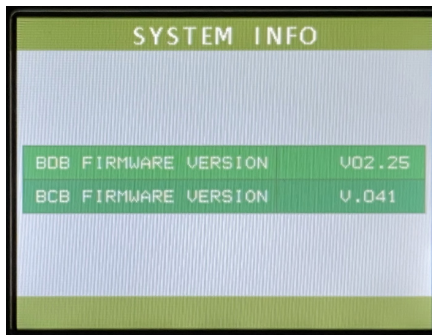 SYSTEM INFO
BDB FIRMWARE VERSION V02.25
BCB FIRMWARE VERSION V.041